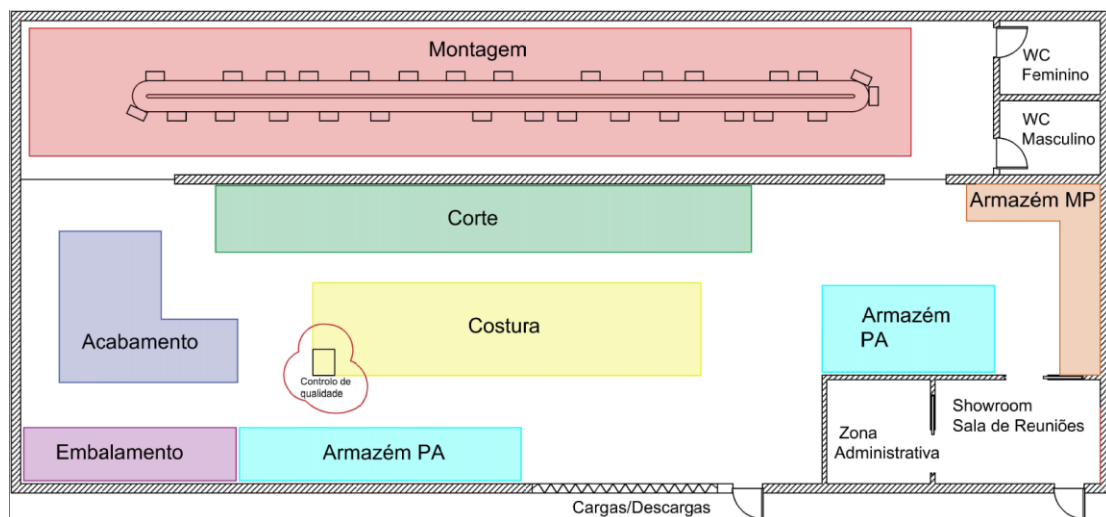 Montagem
WC
Feminino
WC
Masculino
Corte
Armazém MP
Acabamento
Costura
Armazém
PA
Controlo de
qualidade
Embalamento
Armazém PA
Zona
Administrativa
Showroom
Sala de Reuniões
Cargas/Descargas